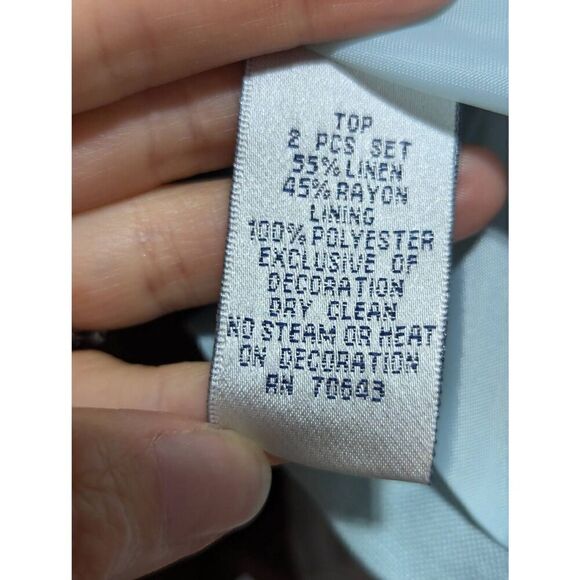 TOP
2 PCS SET
55% LINEN
45% RAYON
LINING
100% POLYESTER
EXCLUSIVE OF
DECORATION
DRY CLEAN
NO STEAM OR HEAT
ON DECORATION
RN 70643